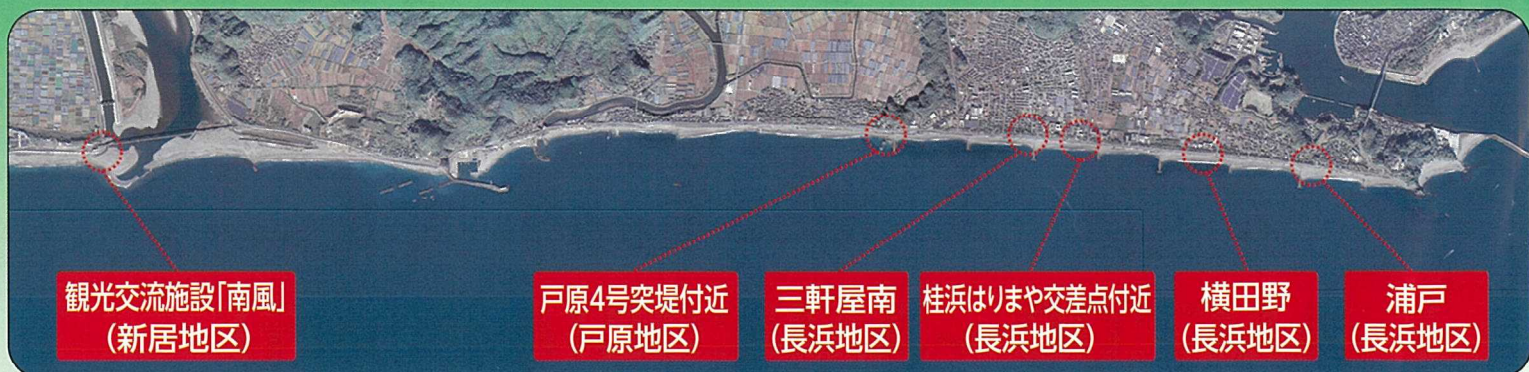 観光交流施設「南風」
(新居地区)
戸原4号突堤付近
(戸原地区)
三軒屋南
(長浜地区)
桂浜はりまや交差点付近
(長浜地区)
横田野
(長浜地区)
浦戸
(長浜地区)